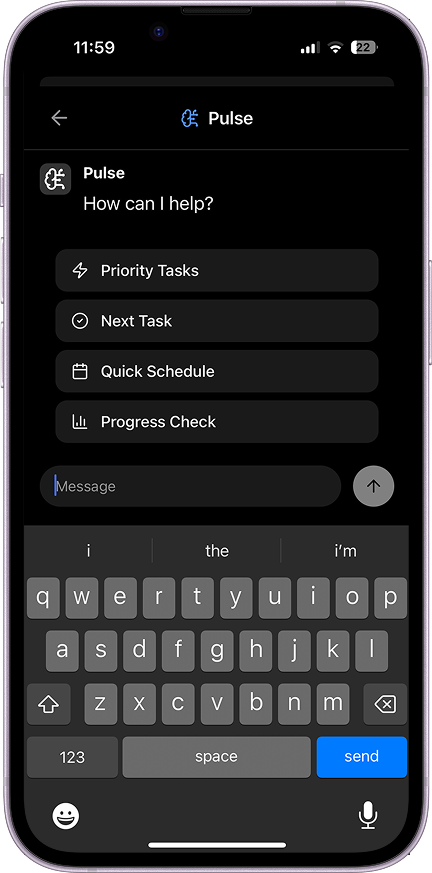 11:59
22
Pulse
Pulse
How can I help?
Priority Tasks
Next Task
Quick Schedule
Progress Check
Message
i the i'm
q w e r t y u i o p
a s d f g h j k l
z x c v b n m
123 space send